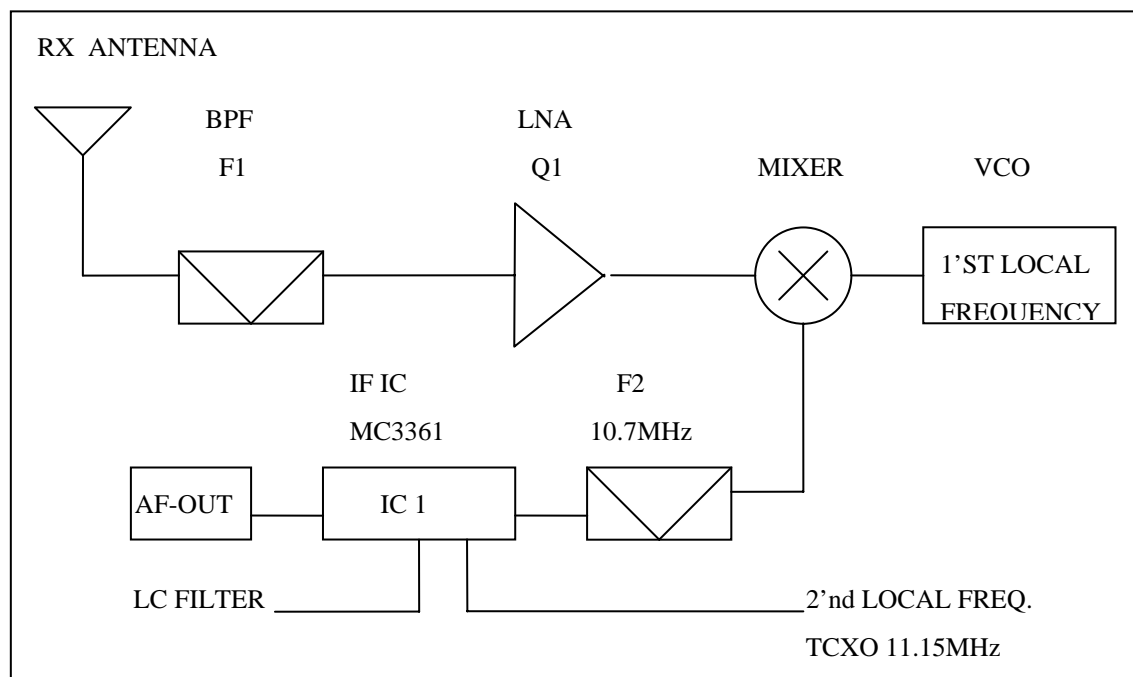 RX ANTENNA
BPF
F1
LNA
Q1
MIXER
VCO
1’ST LOCAL
FREQUENCY
IF IC
MC3361
F2
10.7MHz
AF-OUT
IC 1
LC FILTER
2’nd LOCAL FREQ.
TCXO 11.15MHz